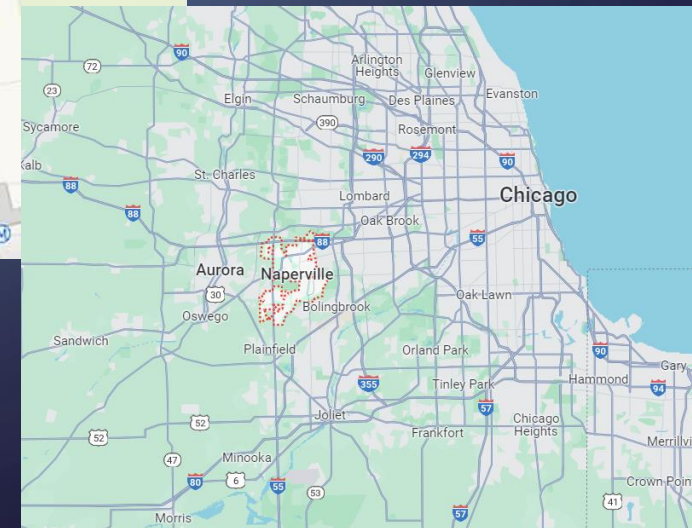 90
72
Arlington
Heights
Glenview
23
Elgin
Schaumburg
Des Plaines
Evanston
390
Sycamore
Rosemont
290
294
90
Kalb
88
St. Charles
88
Lombard
Chicago
Oak Brook
88
55
Aurora
Naperville
30
Oak Lawn
Oswego
Bolingbrook
Sandwich
Plainfield
Orland Park
90
Gary
355
Tinley Park
Hammond
94
57
Joliet
52
52
Frankfort
Chicago
Heights
Merrillvi
47
Minooka
80
6
55
53
Crown Poin
41
Morris
57